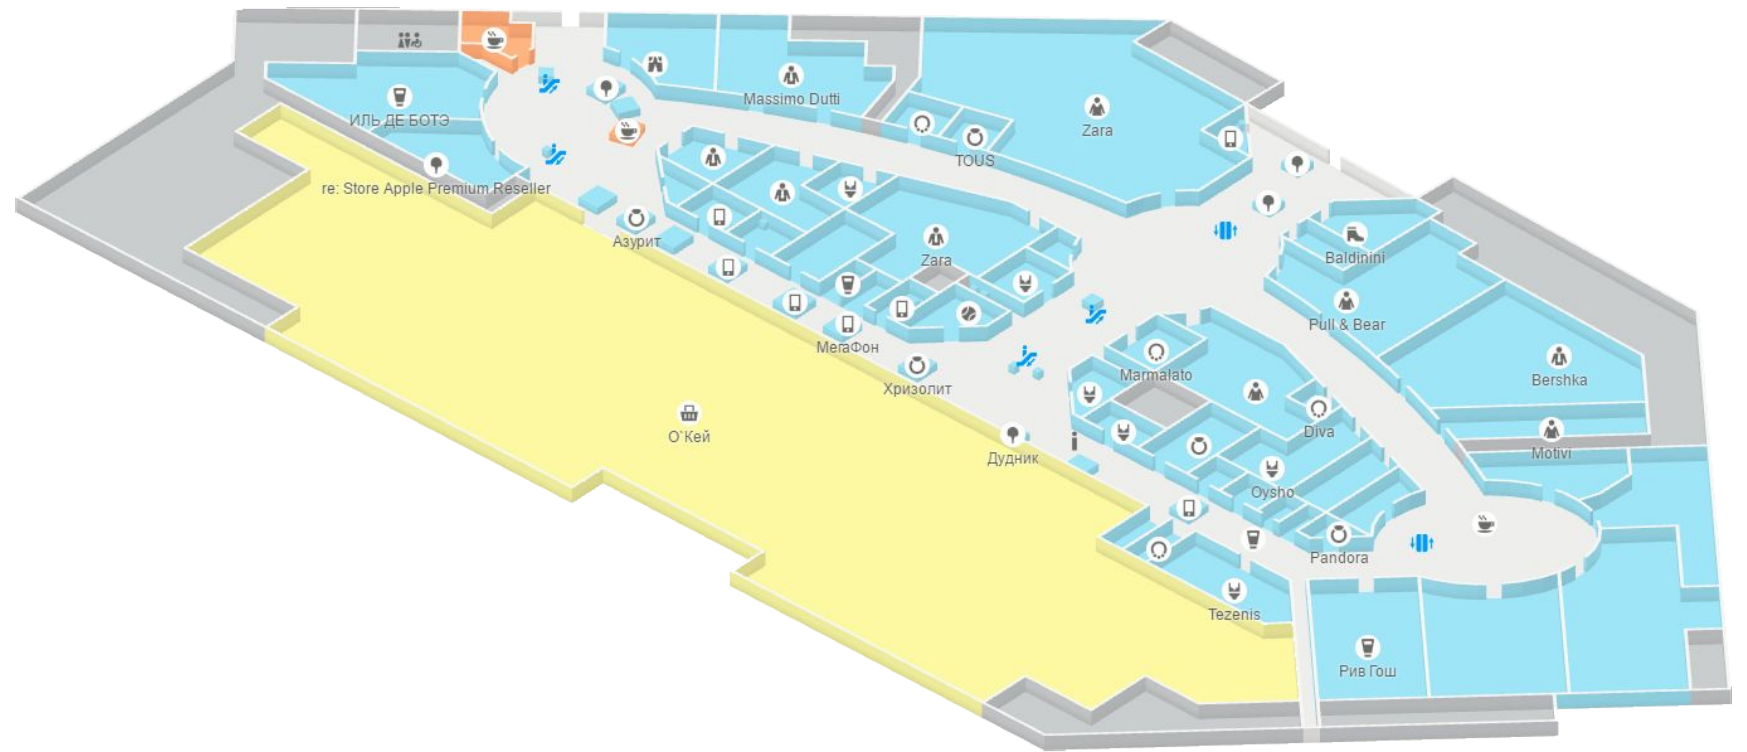 Massimo Dutti
Zara
ИЛЬ ДЕ БОТЭ
TOUS
re: Store Apple Premium Reseller
Азурит
Zara
Baldinini
Pull & Bear
МегаФон
Marmalato
Bershka
Хризолит
О`Кей
Diva
Дудник
Motivi
Oysho
Pandora
Tezenis
Рив Гош